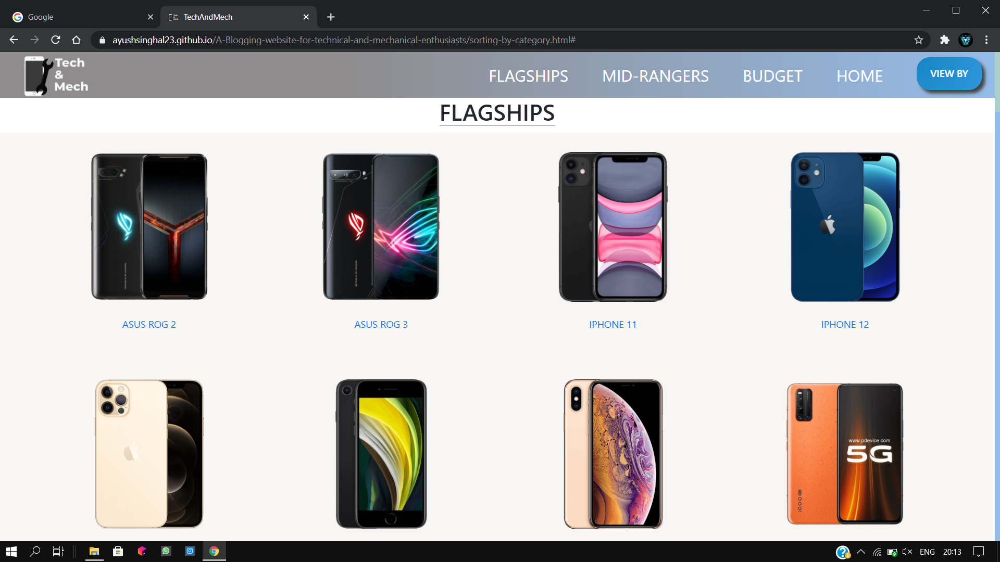 Google
TechAndMech
ayushsinghal23.github.io/A-Blogging-website-for-technical-and-mechanical-enthusiasts/sorting-by-category.html#
Tech
&
Mech
FLAGSHIPS
MID-RANGERS
BUDGET
HOME
VIEW BY
FLAGSHIPS
ASUS ROG 2
ASUS ROG 3
IPHONE 11
IPHONE 12
www.pdevice.com
5G
iQOO
ENG
20:13